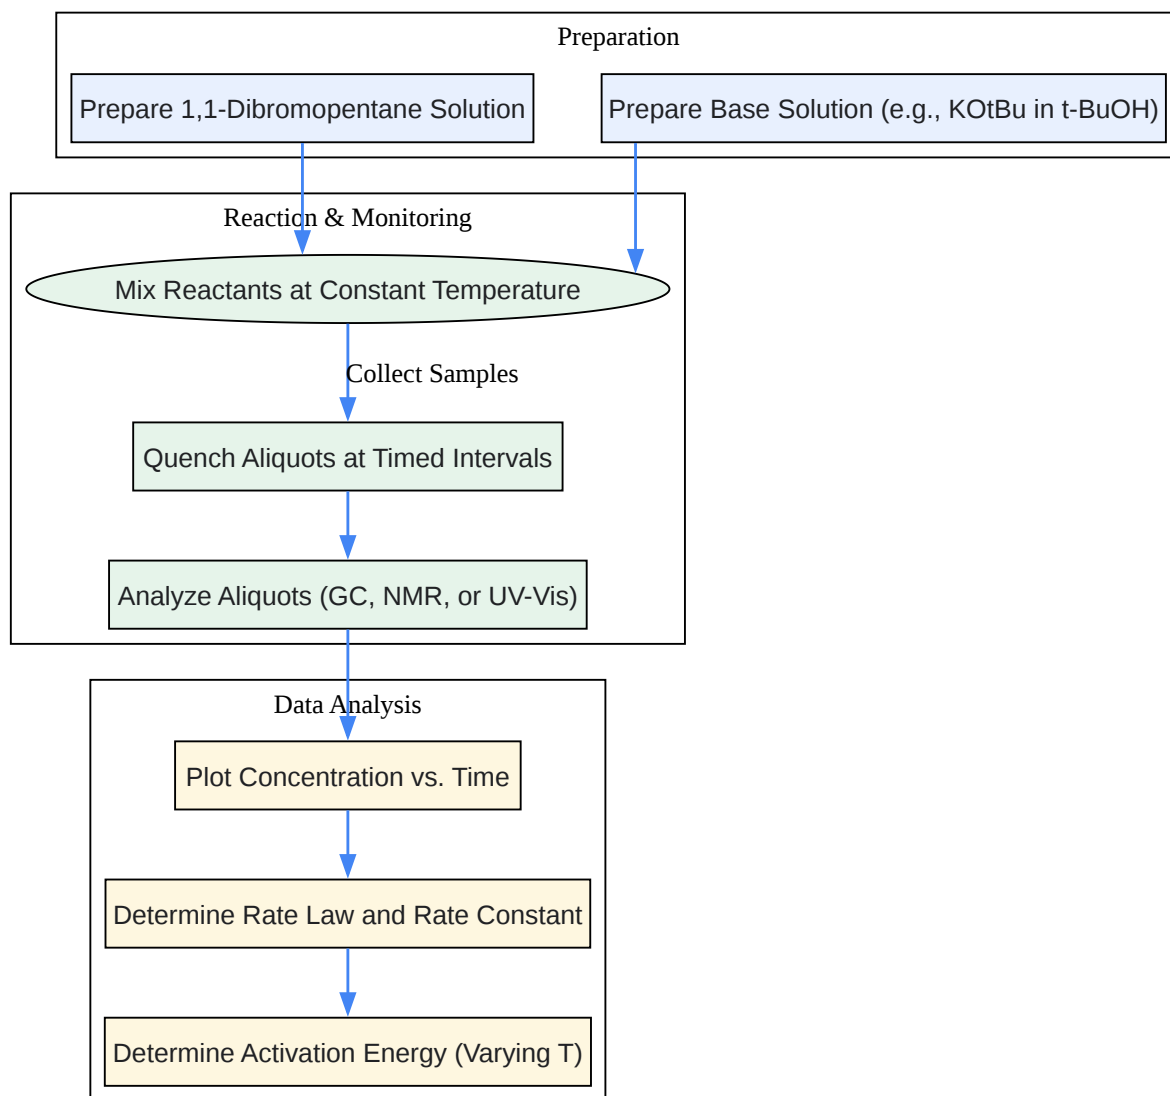 Preparation
Prepare 1,1-Dibromopentane Solution
Prepare Base Solution (e.g., KOtBu in t-BuOH)
Reaction & Monitoring
Mix Reactants at Constant Temperature
Collect Samples
Quench Aliquots at Timed Intervals
Analyze Aliquots (GC, NMR, or UV-Vis)
Data Analysis
Plot Concentration vs. Time
Determine Rate Law and Rate Constant
Determine Activation Energy (Varying T)